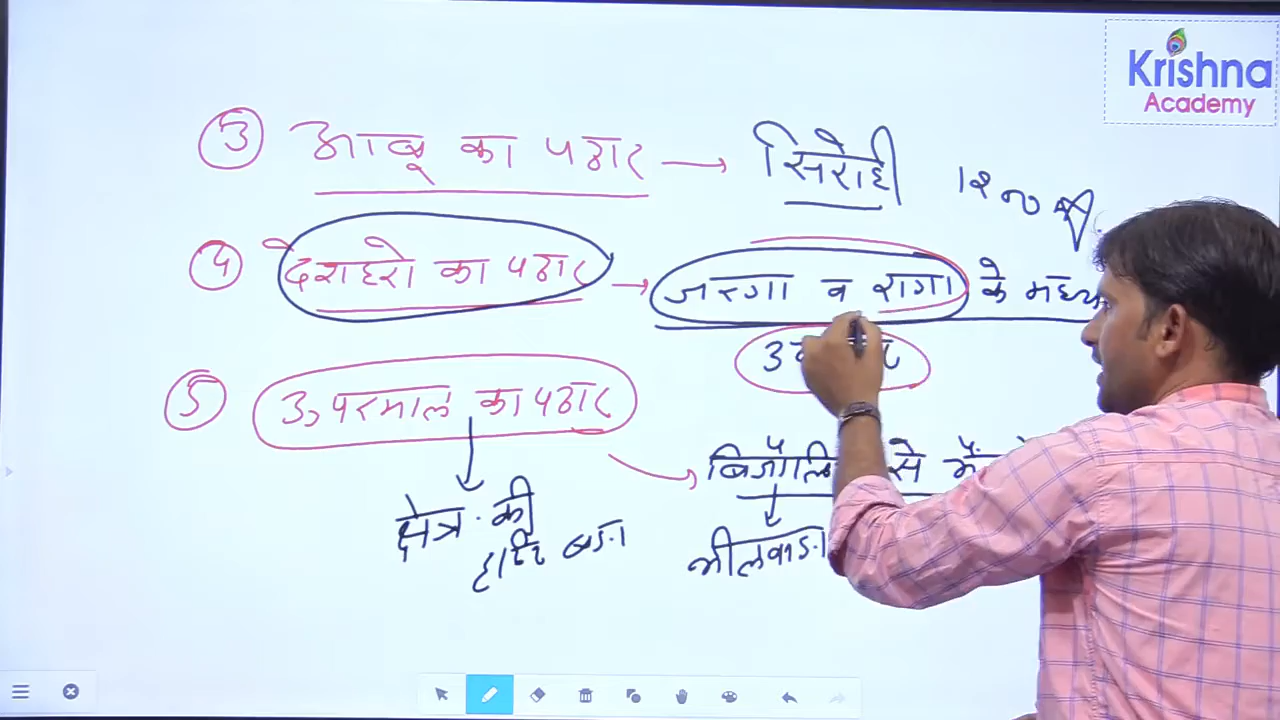 Krishna
Academy
③ आबू का पठार → सिरोही 1200 मी.
④ देशहरो का पठार → जरगा व रागा के मध्य
⑤ ऊपरमाल का पठार → बिजौलि से
क्षेत्र की
दृष्टि बड़ा
भीलवाड़ा